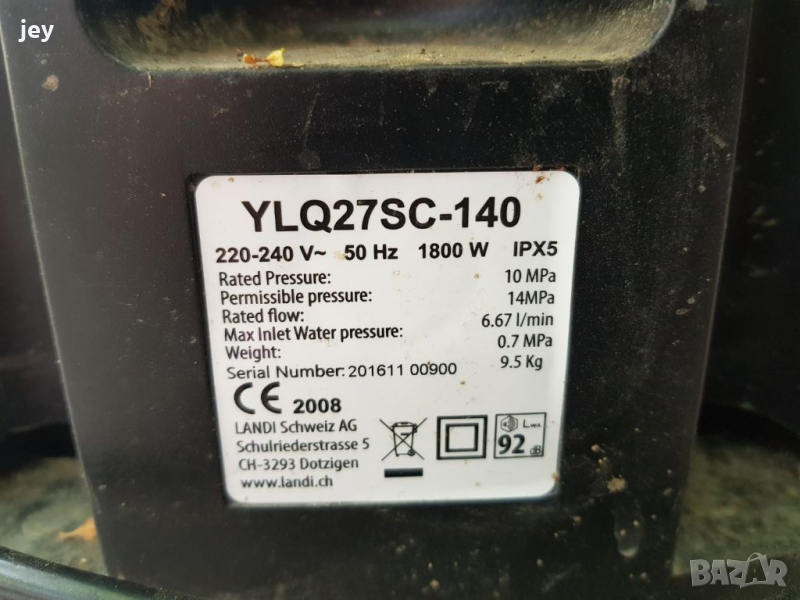 jey
YLQ27SC-140
220-240 V~ 50 Hz 1800 W IPX5
Rated Pressure: 10 MPa
Permissible pressure: 14MPa
Rated flow: 6.67 l/min
Max Inlet Water pressure: 0.7 MPa
Weight: 9.5 Kg
Serial Number: 201611 00900
CE 2008
LANDI Schweiz AG
Schulriederstrasse 5
CH-3293 Dotzigen
www.landi.ch
LWA
92 dB
BAZAR